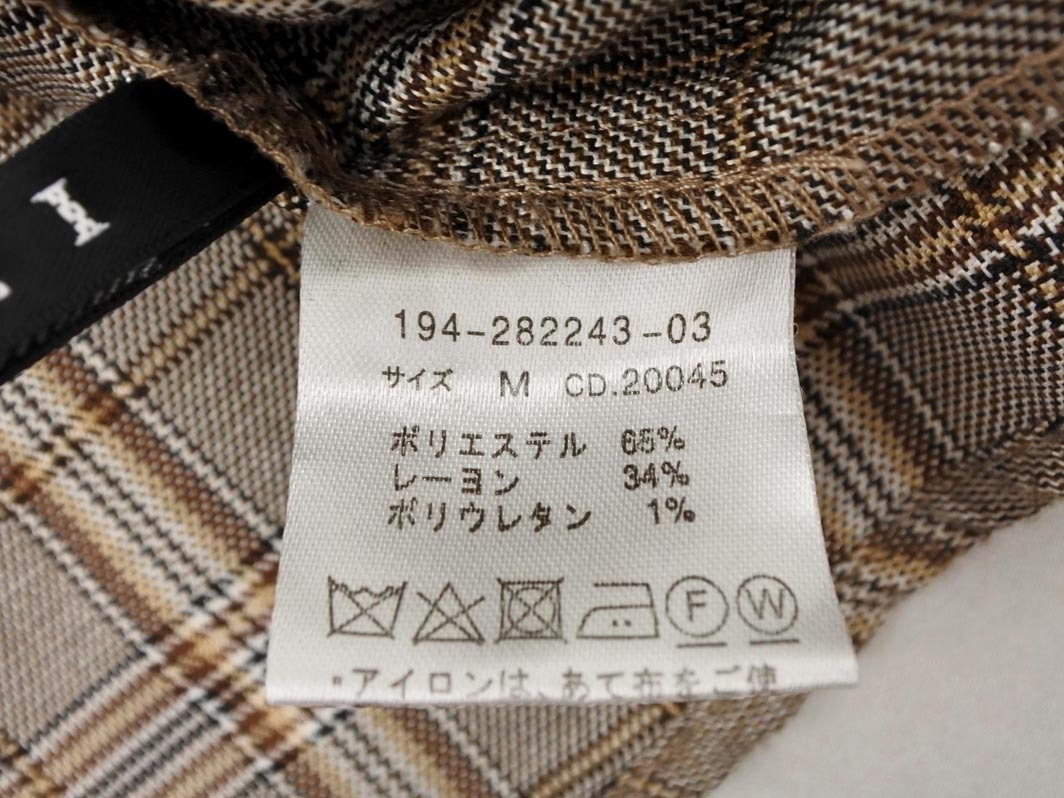 194-282243-03
サイズ M CD.20045
ポリエステル 65%
レーヨン 34%
ポリウレタン 1%
F W
・アイロンは、あて布をご使
I